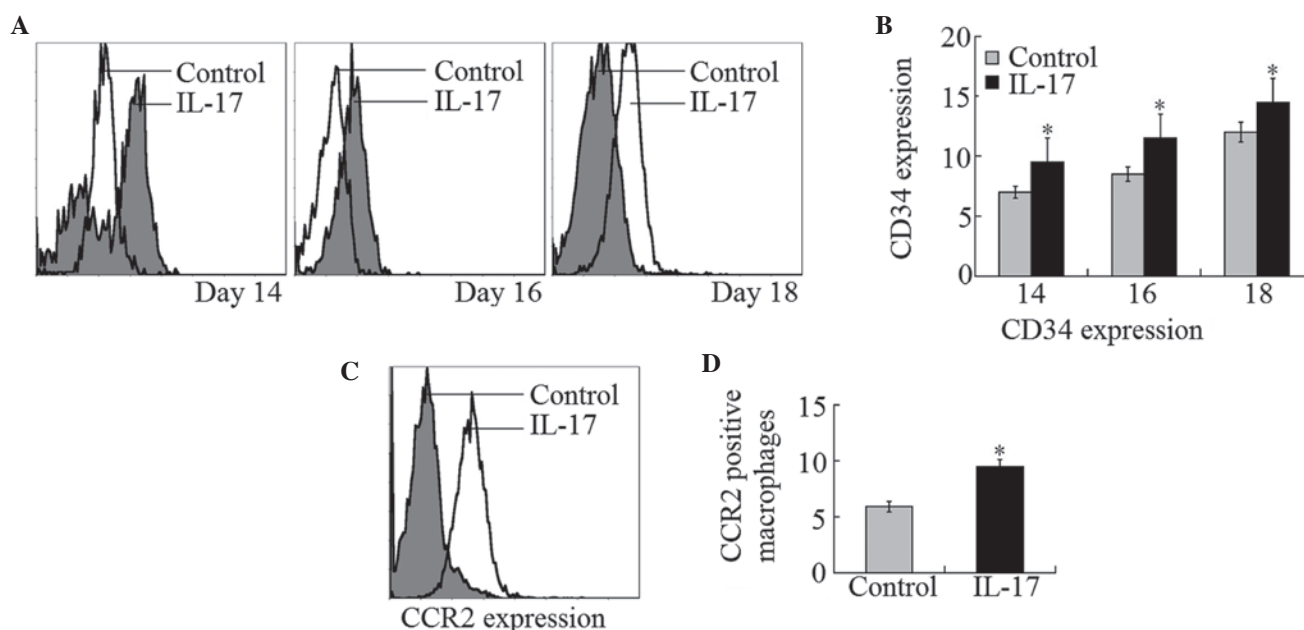 A
Control
IL-17
Day 14
Control
IL-17
Day 16
Control
IL-17
Day 18
B
CD34 expression
20
15
10
5
0
Control
IL-17
*
*
*
14 16 18
CD34 expression
C
Control
IL-17
CCR2 expression
D
CCR2 positive
macrophages
15
10
5
0
*
Control IL-17